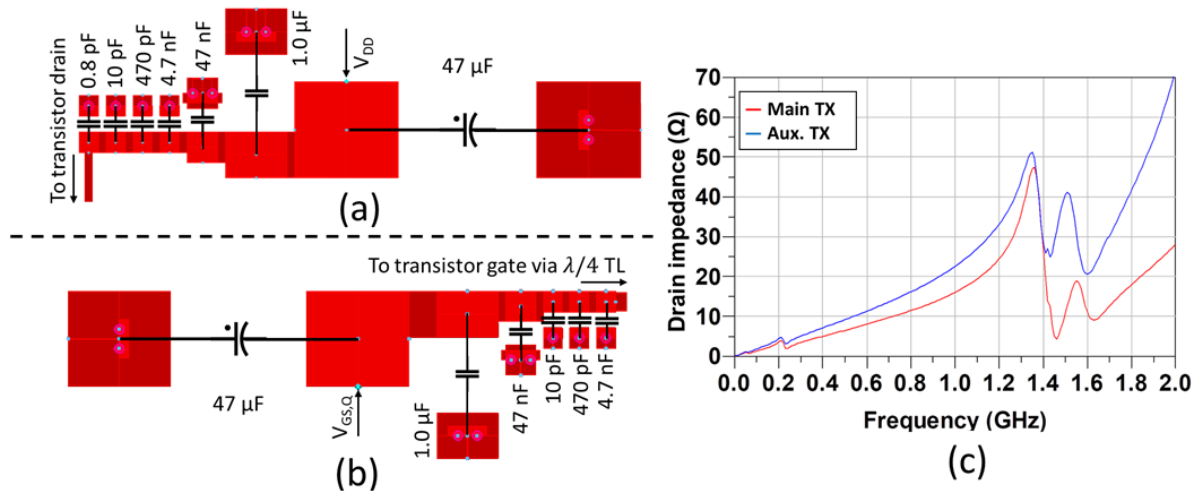 To transistor drain
0.8 pF
10 pF
470 pF
4.7 nF
47 nF
1.0 µF
V_DD
47 µF
(a)
To transistor gate via λ/4 TL
47 µF
V_GS,Q
1.0 µF
47 nF
10 pF
470 pF
4.7 nF
(b)
Drain impedance (Ω)
70
60
50
40
30
20
10
0
Main TX
Aux. TX
0.0 0.2 0.4 0.6 0.8 1.0 1.2 1.4 1.6 1.8 2.0
Frequency (GHz)
(c)